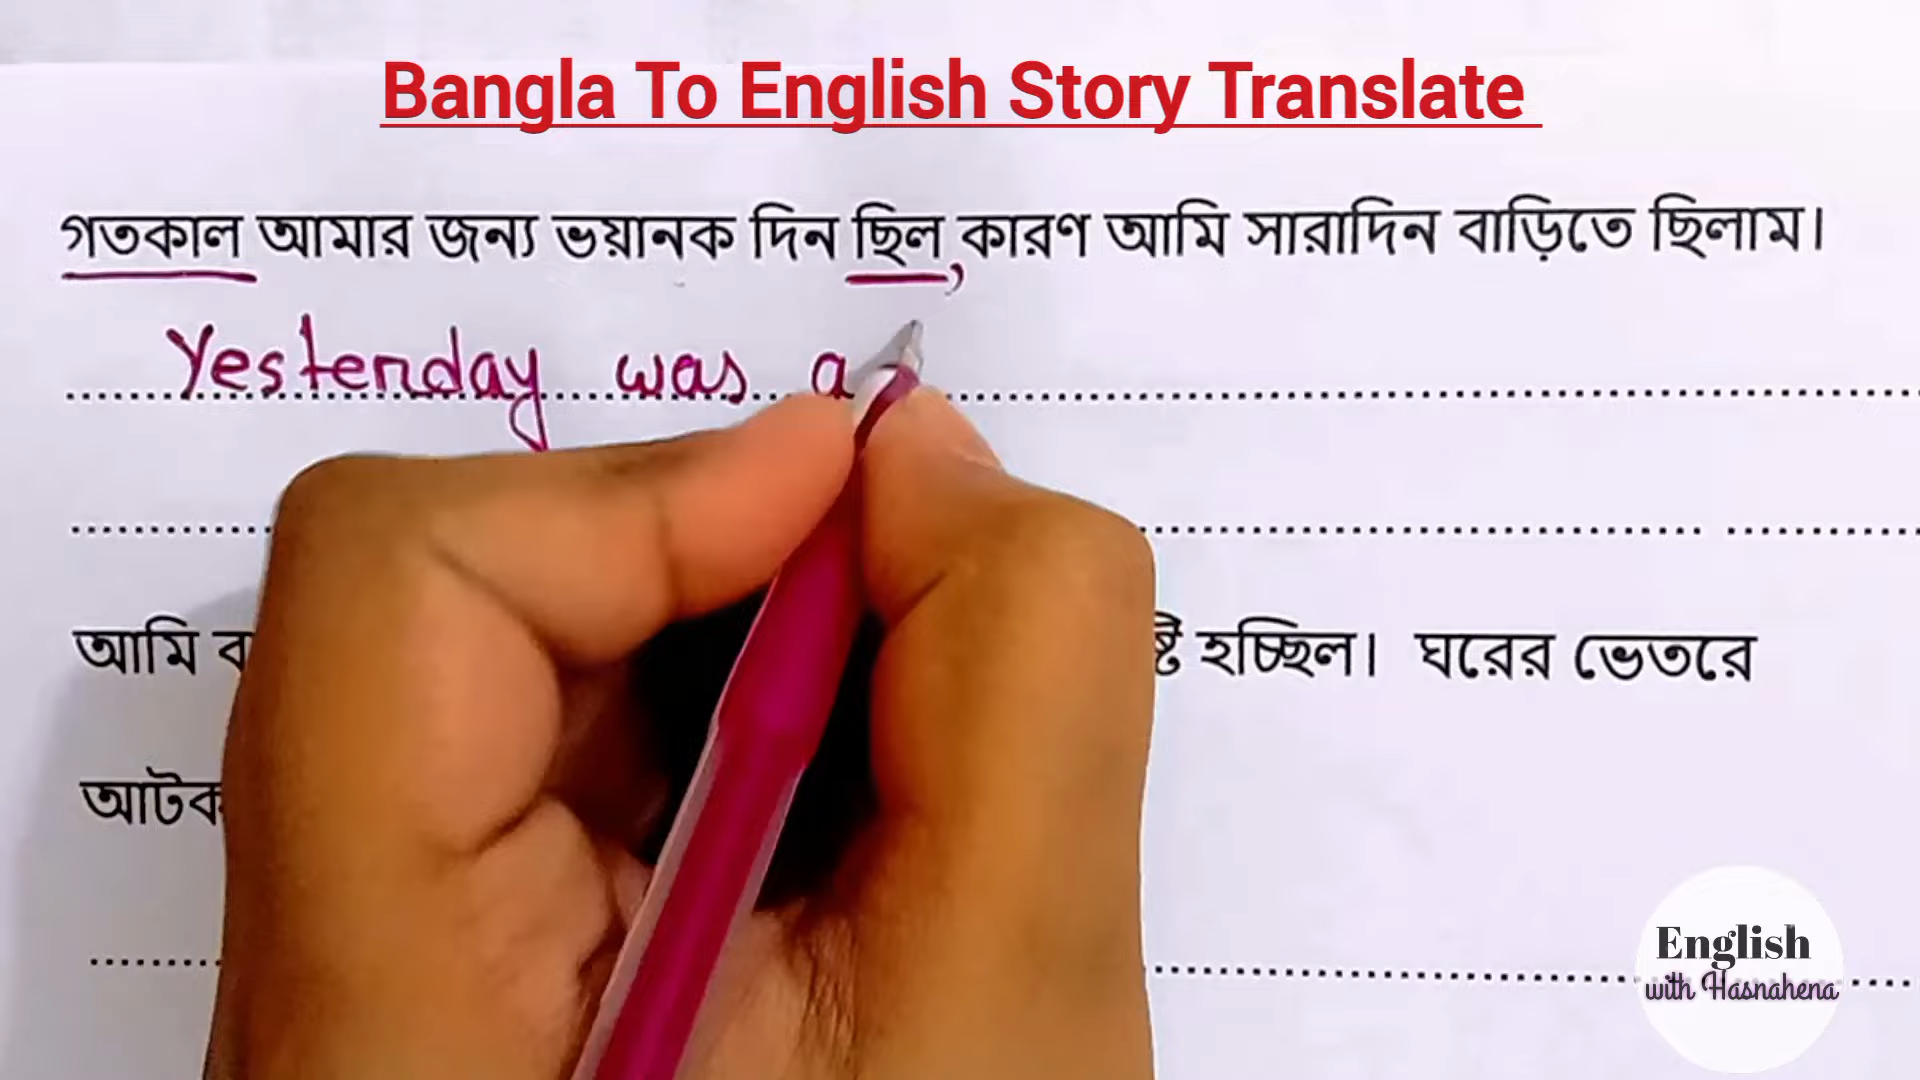 Bangla To English Story Translate
গতকাল আমার জন্য ভয়ানক দিন ছিল, কারণ আমি সারাদিন বাড়িতে ছিলাম।
Yesterday was a
আমি হচ্ছিল। ঘরের ভেতরে
English
with Hasnahena